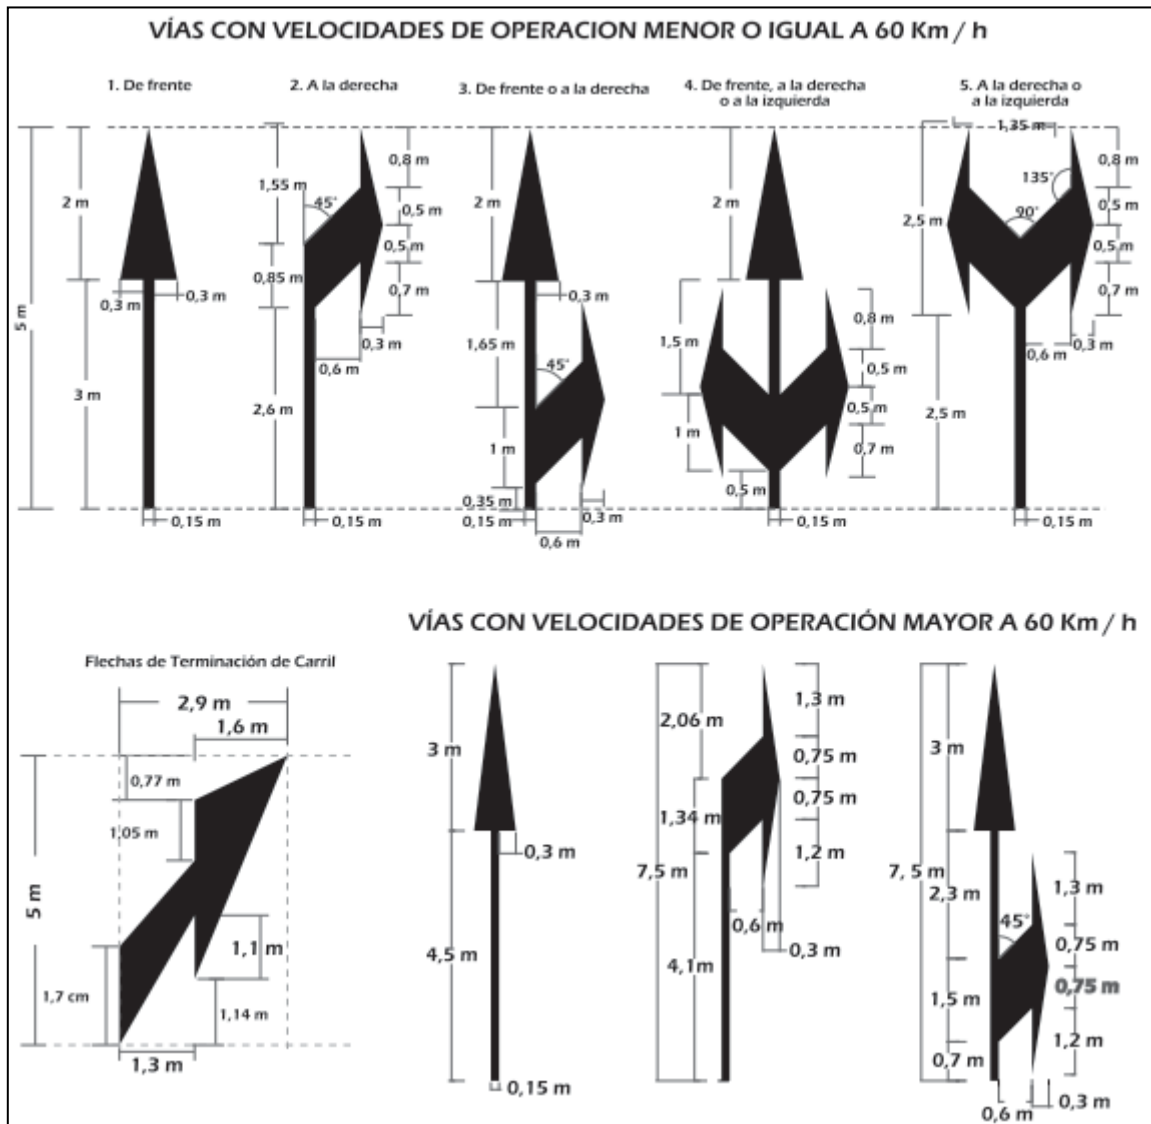 VÍAS CON VELOCIDADES DE OPERACION MENOR O IGUAL A 60 Km / h
1. De frente
5 m
2 m
3 m
0,3 m
0,3 m
0,15 m
2. A la derecha
1,55 m
45°
0,85 m
2,6 m
0,8 m
0,5 m
0,5 m
0,7 m
0,3 m
0,6 m
0,15 m
3. De frente o a la derecha
2 m
0,3 m
1,65 m
45°
1 m
0,35 m
0,15 m
0,3 m
0,6 m
4. De frente, a la derecha
o a la izquierda
2 m
1,5 m
1 m
0,5 m
0,8 m
0,5 m
0,5 m
0,7 m
0,15 m
5. A la derecha o
a la izquierda
1,35 m
135°
90°
2,5 m
2,5 m
0,8 m
0,5 m
0,5 m
0,7 m
0,3 m
0,6 m
0,15 m
VÍAS CON VELOCIDADES DE OPERACIÓN MAYOR A 60 Km / h
Flechas de Terminación de Carril
2,9 m
1,6 m
0,77 m
1,05 m
5 m
1,7 cm
1,1 m
1,14 m
1,3 m
3 m
0,3 m
4,5 m
0,15 m
2,06 m
1,34 m
7,5 m
4,1m
1,3 m
0,75 m
0,75 m
1,2 m
0,6 m
0,3 m
3 m
7, 5 m
2,3 m
45°
1,5 m
0,7 m
1,3 m
0,75 m
0,75 m
1,2 m
0,6 m
0,3 m